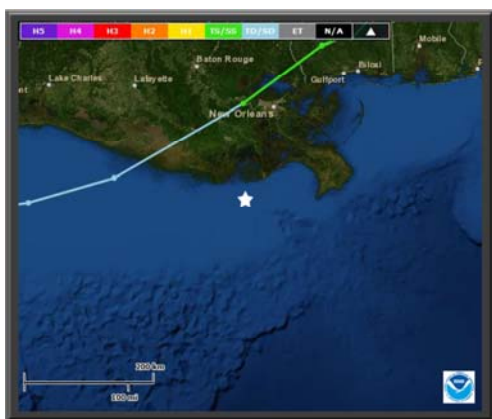 H5 H4 H3 H2 H1 TS/SS TD/SD ET N/A
Mobile
Baton Rouge
Lake Charles
Lafayette
Biloxi
Gulfport
New Orleans
200 km
100 mi